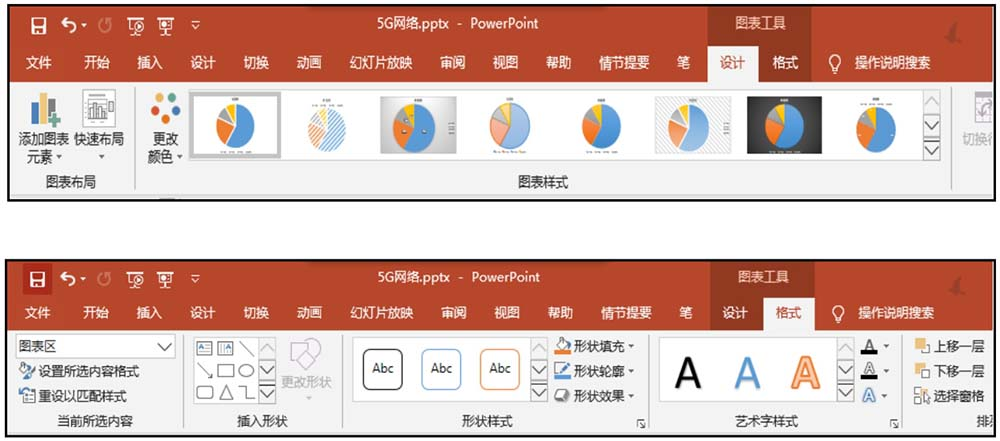 5G网络.pptx - PowerPoint
图表工具
文件 开始 插入 设计 切换 动画 幻灯片放映 审阅 视图 帮助 情节提要 笔 设计 格式 操作说明搜索
添加图表元素 快速布局
更改颜色
切换行
图表布局
图表样式
5G网络.pptx - PowerPoint
图表工具
文件 开始 插入 设计 切换 动画 幻灯片放映 审阅 视图 帮助 情节提要 笔 设计 格式 操作说明搜索
图表区
设置所选内容格式
重设以匹配样式
当前所选内容
更改形状
插入形状
Abc Abc Abc
形状填充
形状轮廓
形状效果
形状样式
A A A
艺术字样式
上移一层
下移一层
选择窗格